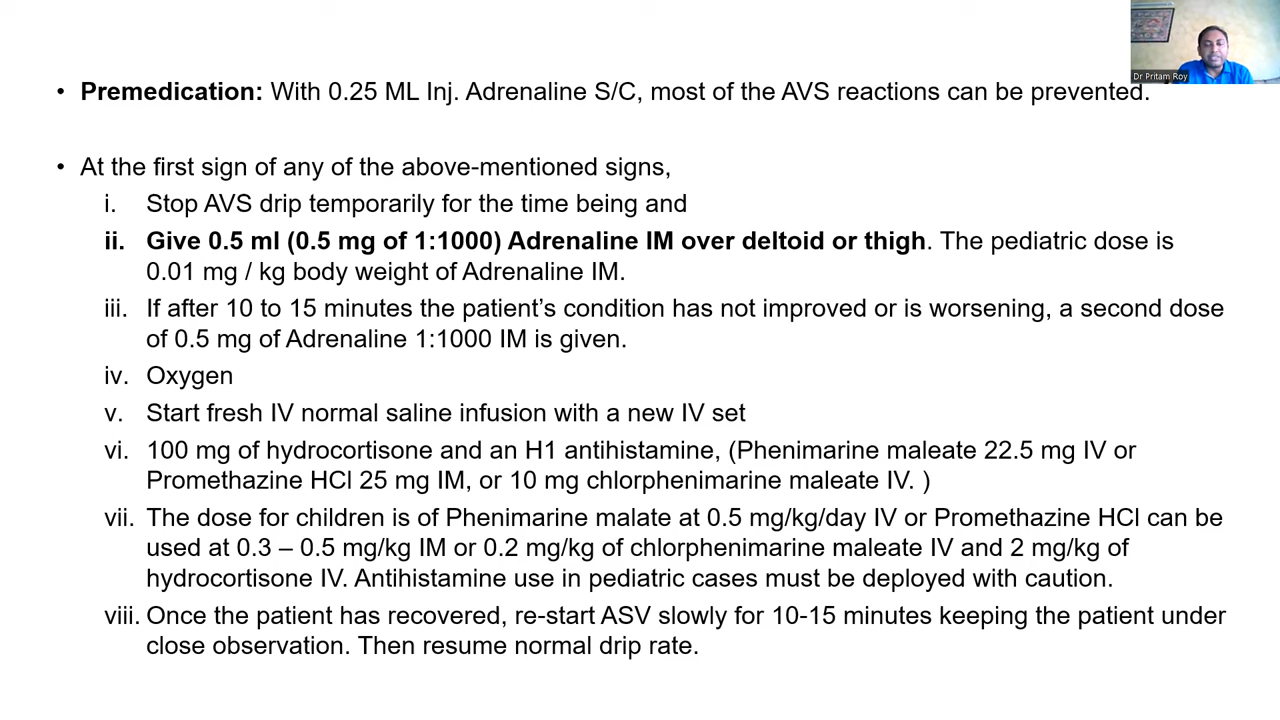 Dr Pritam Roy
• Premedication: With 0.25 ML Inj. Adrenaline S/C, most of the AVS reactions can be prevented.
• At the first sign of any of the above-mentioned signs,
i. Stop AVS drip temporarily for the time being and
ii. Give 0.5 ml (0.5 mg of 1:1000) Adrenaline IM over deltoid or thigh. The pediatric dose is
0.01 mg / kg body weight of Adrenaline IM.
iii. If after 10 to 15 minutes the patient’s condition has not improved or is worsening, a second dose
of 0.5 mg of Adrenaline 1:1000 IM is given.
iv. Oxygen
v. Start fresh IV normal saline infusion with a new IV set
vi. 100 mg of hydrocortisone and an H1 antihistamine, (Phenimarine maleate 22.5 mg IV or
Promethazine HCl 25 mg IM, or 10 mg chlorphenimarine maleate IV. )
vii. The dose for children is of Phenimarine malate at 0.5 mg/kg/day IV or Promethazine HCl can be
used at 0.3 – 0.5 mg/kg IM or 0.2 mg/kg of chlorphenimarine maleate IV and 2 mg/kg of
hydrocortisone IV. Antihistamine use in pediatric cases must be deployed with caution.
viii. Once the patient has recovered, re-start ASV slowly for 10-15 minutes keeping the patient under
close observation. Then resume normal drip rate.